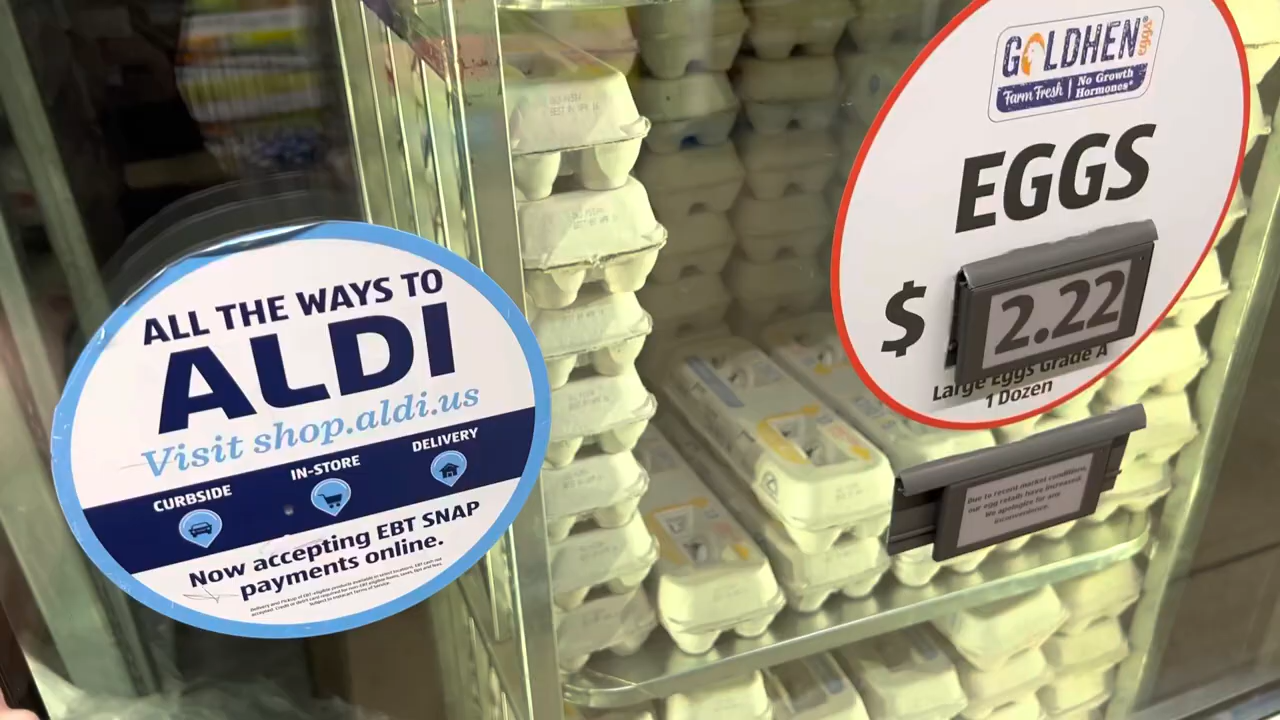 ALL THE WAYS TO
ALDI
Visit shop.aldi.us
CURBSIDE
IN-STORE
DELIVERY
Now accepting EBT SNAP
payments online.
GOLDHEN
eggs®
Farm Fresh | No Growth
Hormones*
EGGS
$ 2.22
Large Eggs Grade A
1 Dozen
Due to recent market conditions,
our egg retails have increased.
We apologize for any
inconvenience.